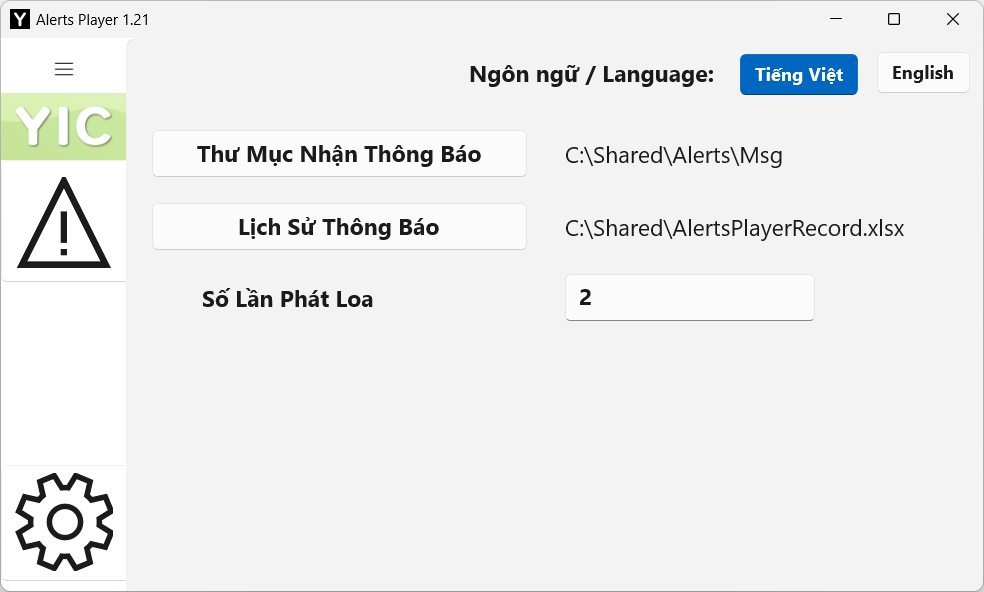 Y Alerts Player 1.21
Ngôn ngữ / Language: Tiếng Việt English
YIC
Thư Mục Nhận Thông Báo C:\Shared\Alerts\Msg
Lịch Sử Thông Báo C:\Shared\AlertsPlayerRecord.xlsx
Số Lần Phát Loa 2